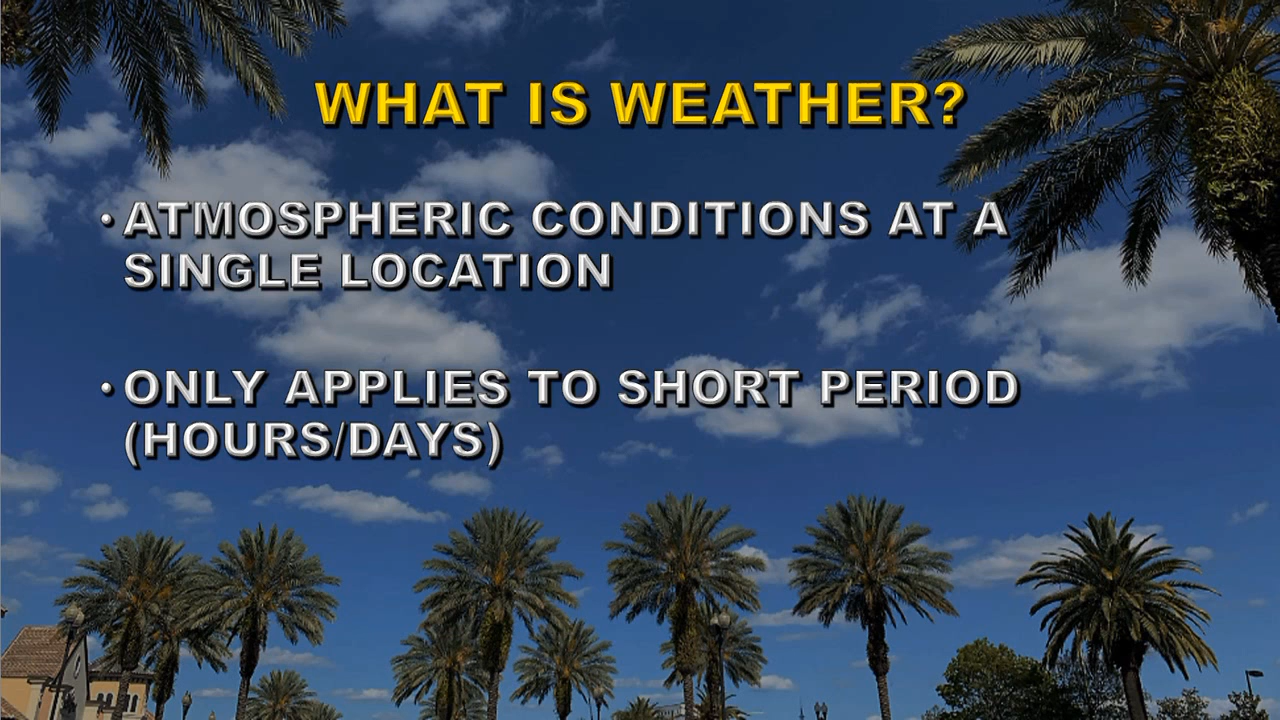 WHAT IS WEATHER?
• ATMOSPHERIC CONDITIONS AT A
SINGLE LOCATION
• ONLY APPLIES TO SHORT PERIOD
(HOURS/DAYS)